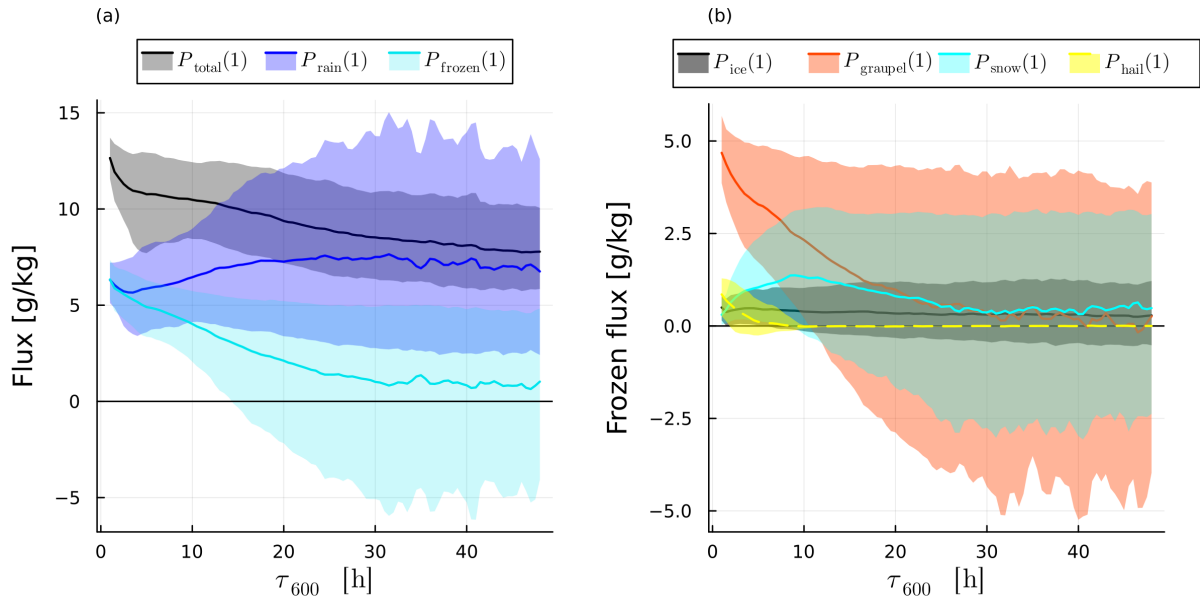 (a)
P_total(1) P_rain(1) P_frozen(1)
15
10
5
0
−5
Flux [g/kg]
0 10 20 30 40
τ_600 [h]
(b)
P_ice(1) P_graupel(1) P_snow(1) P_hail(1)
5.0
2.5
0.0
−2.5
−5.0
Frozen flux [g/kg]
0 10 20 30 40
τ_600 [h]